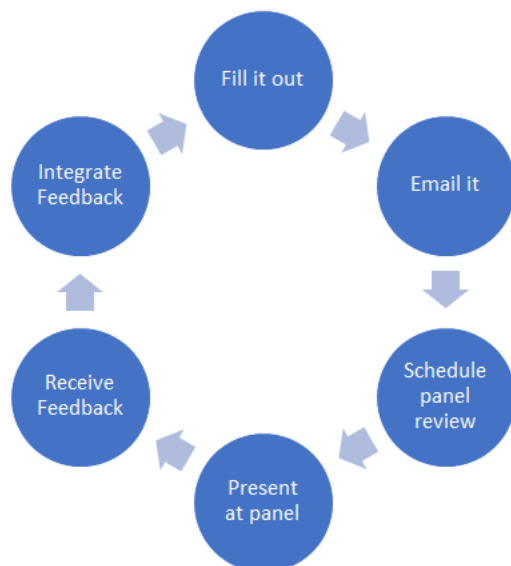 Fill it out
Email it
Schedule
panel
review
Present
at panel
Receive
Feedback
Integrate
Feedback